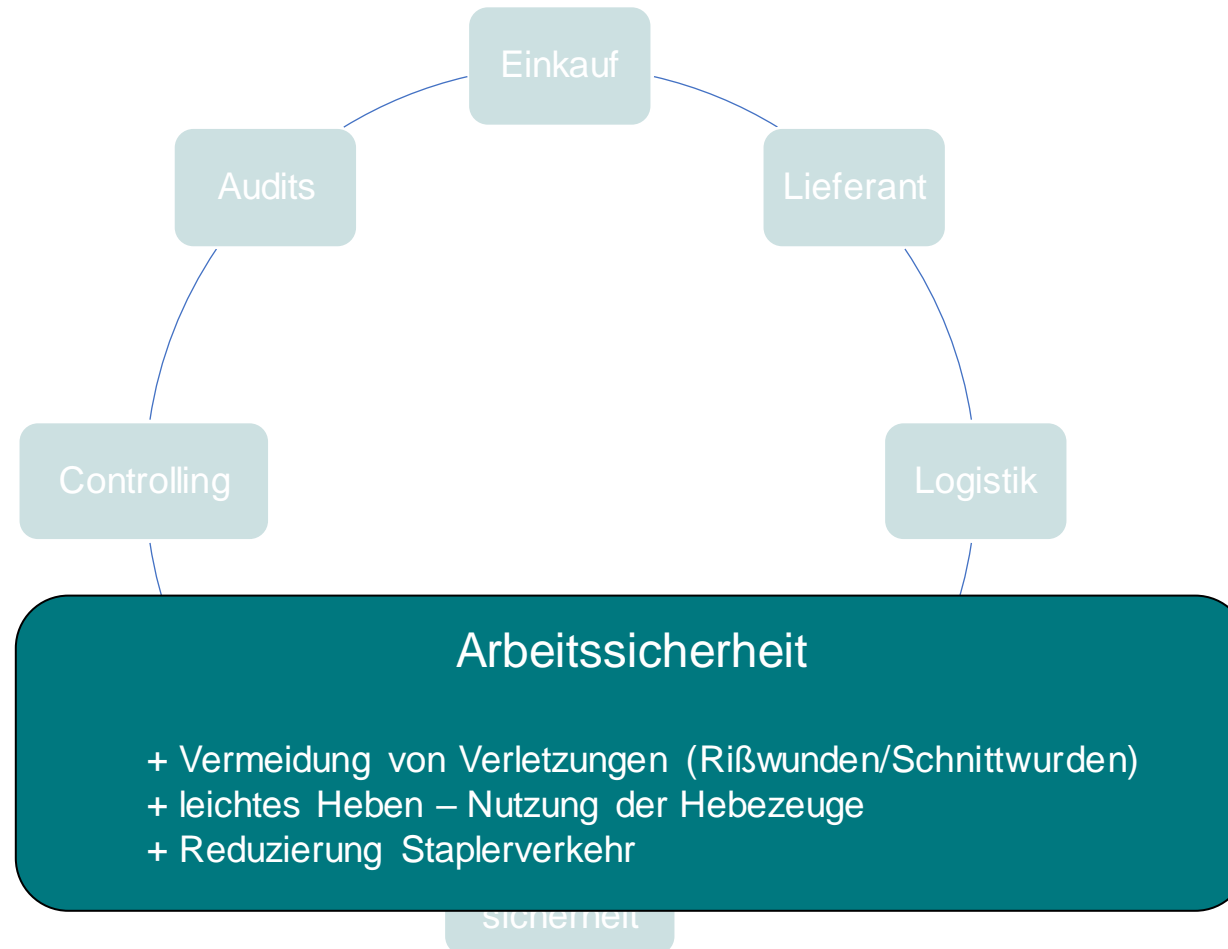 Einkauf
Audits
Lieferant
Controlling
Logistik
Arbeitssicherheit
+ Vermeidung von Verletzungen (Rißwunden/Schnittwurden)
+ leichtes Heben – Nutzung der Hebezeuge
+ Reduzierung Staplerverkehr
sicherheit